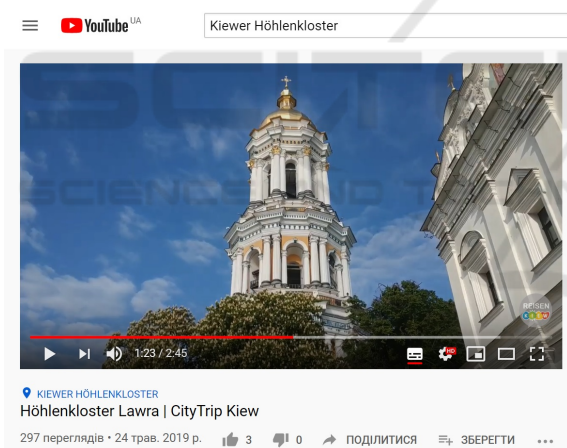 YouTube UA
Kiewer Höhlenkloster
REISEN
1:23 / 2:45
HD
KIEWER HÖHLENKLOSTER
Höhlenkloster Lawra | CityTrip Kiew
297 переглядів • 24 трав. 2019 р. 3 0 ПОДІЛИТИСЯ ЗБЕРЕГТИ